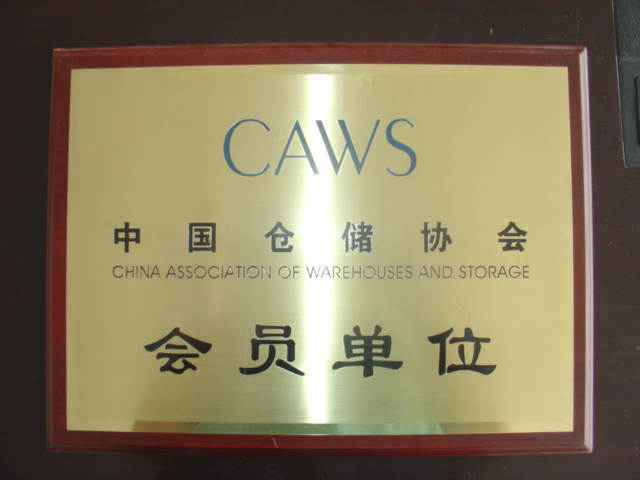 CAWS
中国仓储协会
CHINA ASSOCIATION OF WAREHOUSES AND STORAGE
会员单位